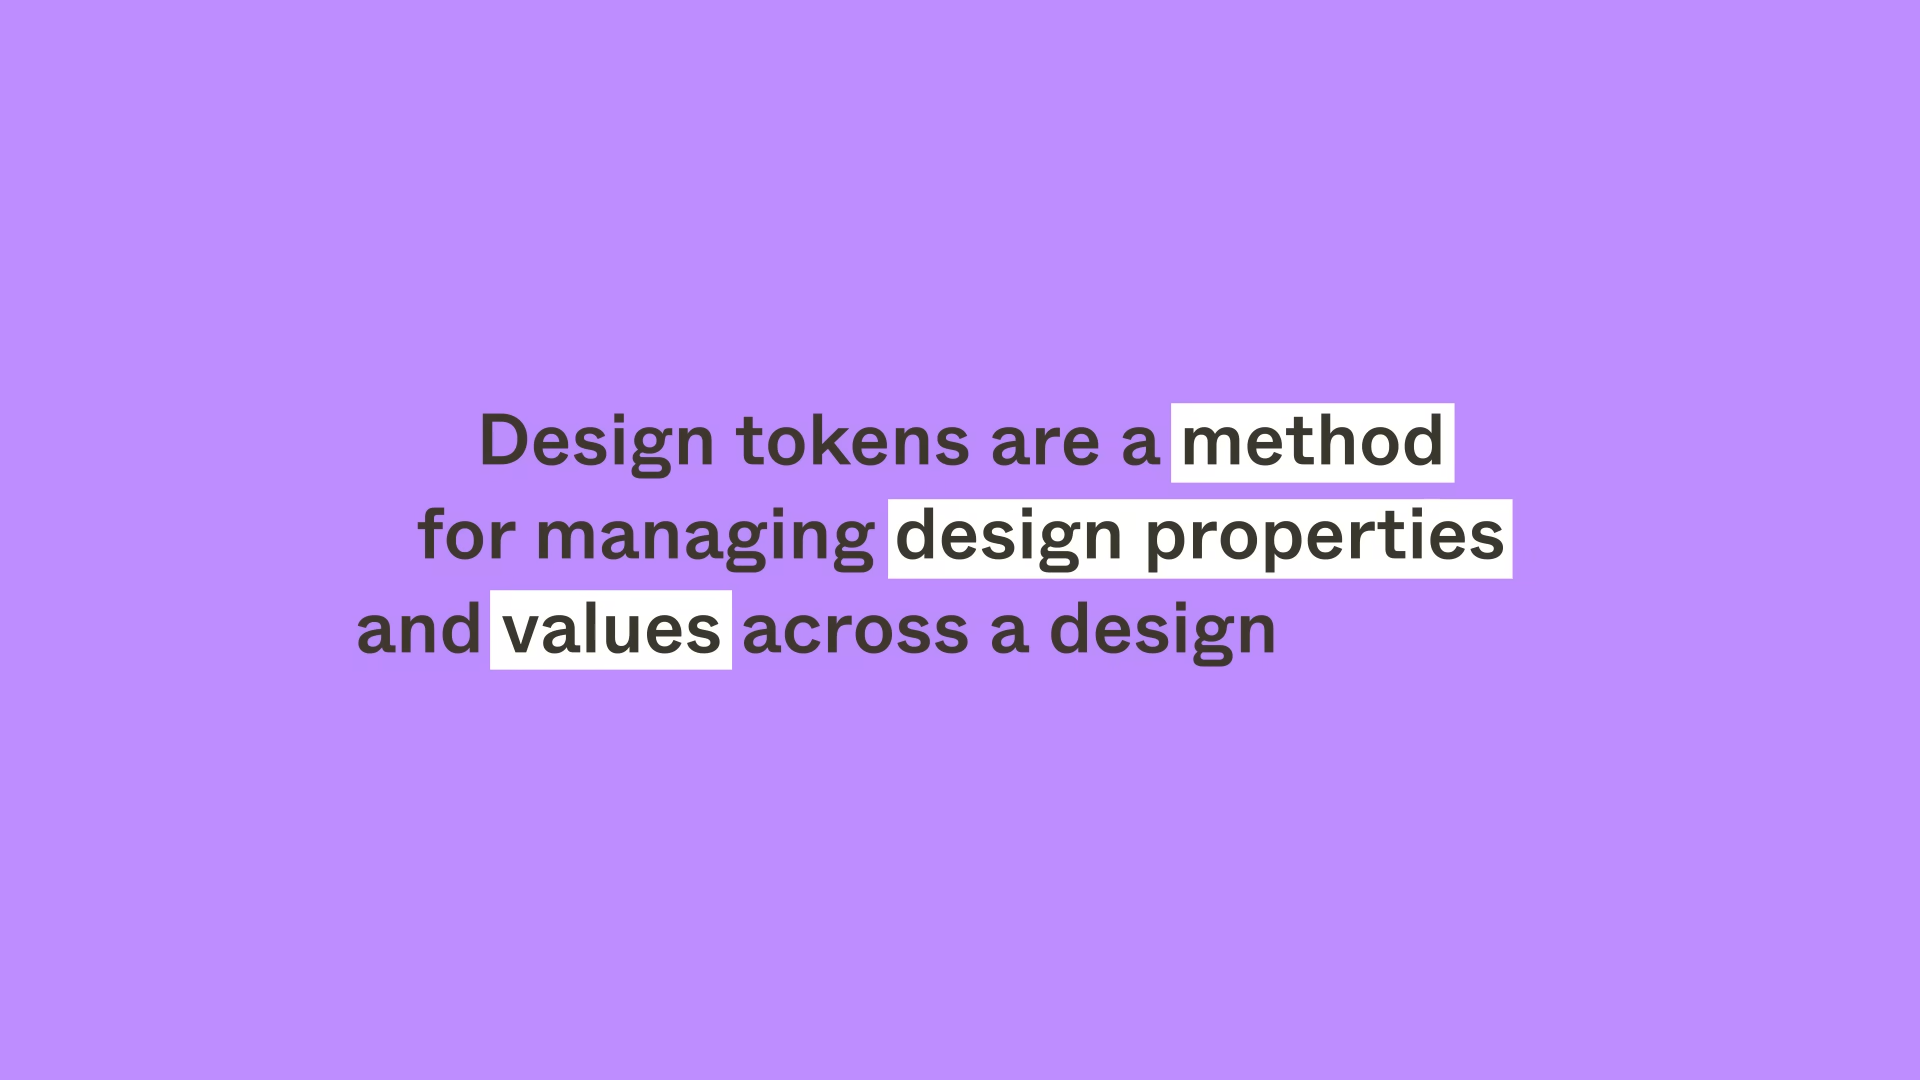 Design tokens are a method
for managing design properties
and values across a design